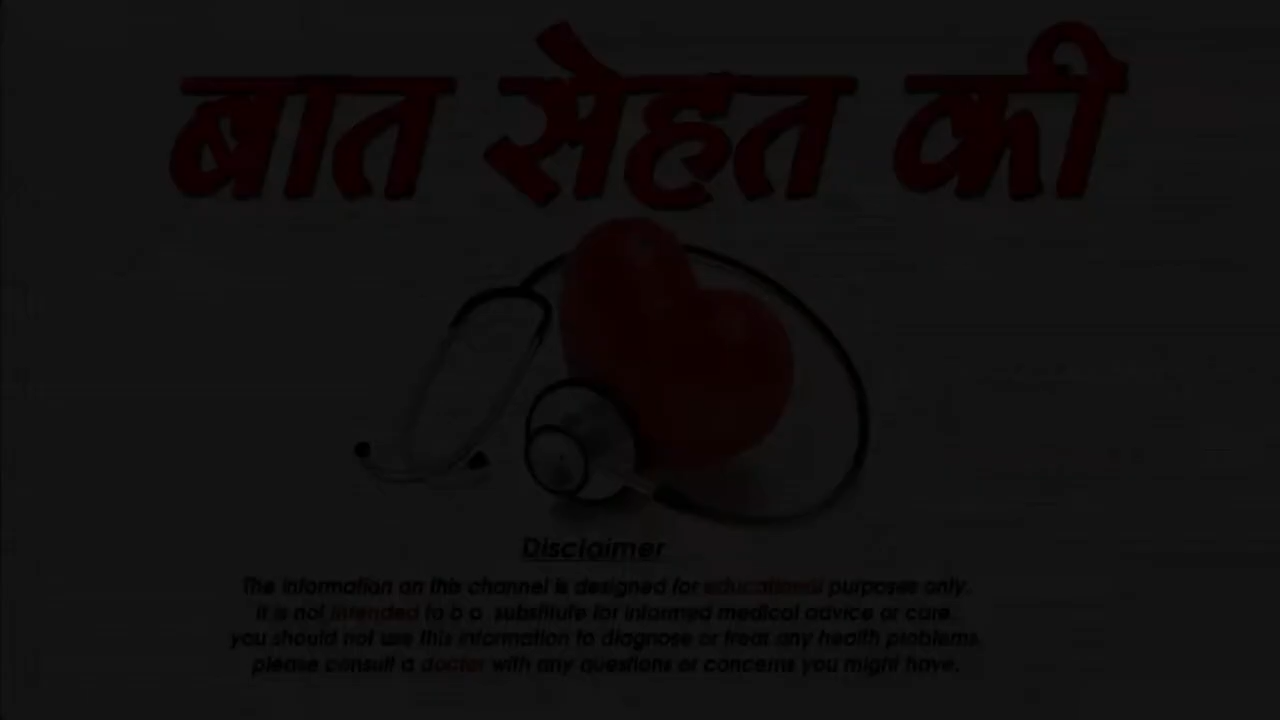 बात सेहत की
Disclaimer
The information on this channel is designed for educational purposes only.
it is not intended to b a substitute for informed medical advice or care.
you should not use this information to diagnose or treat any health problems.
please consult a doctor with any questions or concerns you might have.